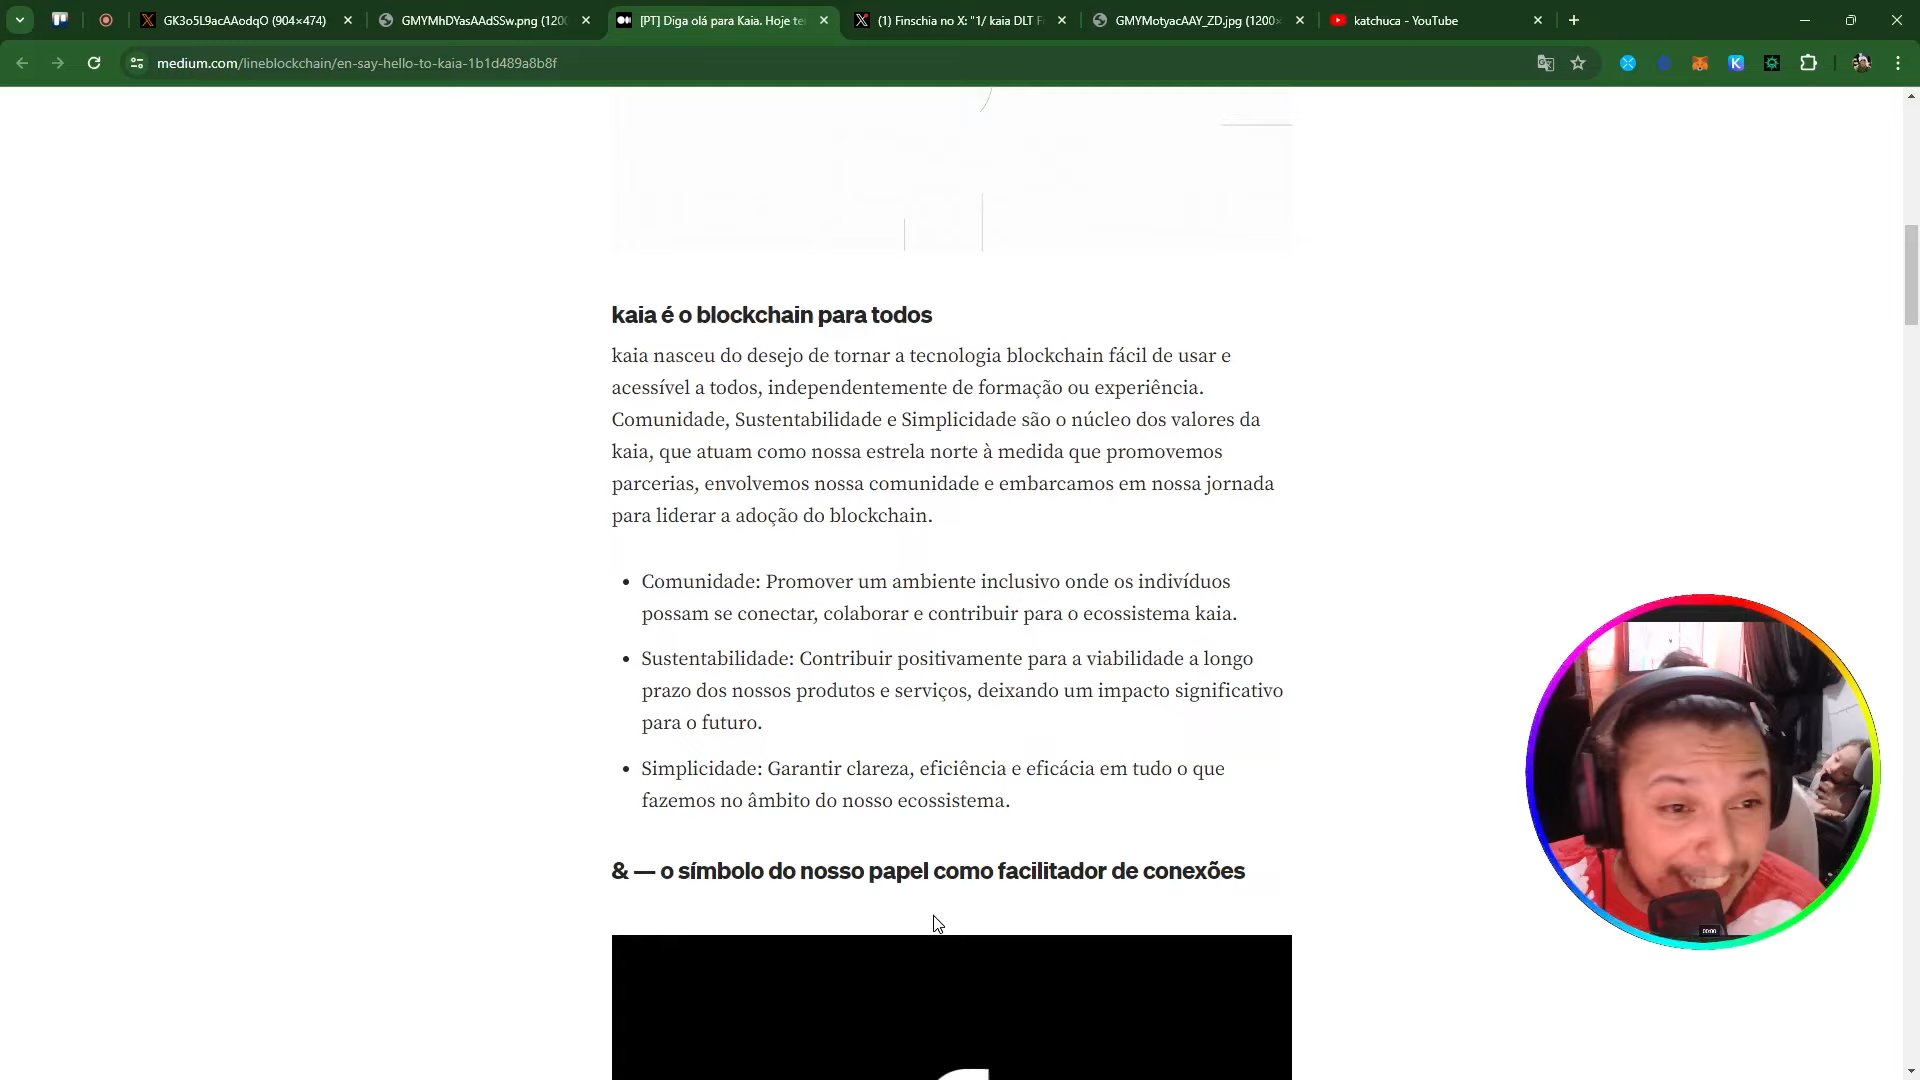 GK3o5L9acAAodqO (904×474)
GMYMhDYasAAdSSw.png (1200
[PT] Diga olá para Kaia. Hoje te
(1) Finschia no X: "1/ kaia DLT F
GMYMotyacAAY_ZD.jpg (1200×
katchuca - YouTube
medium.com/lineblockchain/en-say-hello-to-kaia-1b1d489a8b8f
kaia é o blockchain para todos
kaia nasceu do desejo de tornar a tecnologia blockchain fácil de usar e
acessível a todos, independentemente de formação ou experiência.
Comunidade, Sustentabilidade e Simplicidade são o núcleo dos valores da
kaia, que atuam como nossa estrela norte à medida que promovemos
parcerias, envolvemos nossa comunidade e embarcamos em nossa jornada
para liderar a adoção do blockchain.
• Comunidade: Promover um ambiente inclusivo onde os indivíduos
possam se conectar, colaborar e contribuir para o ecossistema kaia.
• Sustentabilidade: Contribuir positivamente para a viabilidade a longo
prazo dos nossos produtos e serviços, deixando um impacto significativo
para o futuro.
• Simplicidade: Garantir clareza, eficiência e eficácia em tudo o que
fazemos no âmbito do nosso ecossistema.
& — o símbolo do nosso papel como facilitador de conexões
00:00